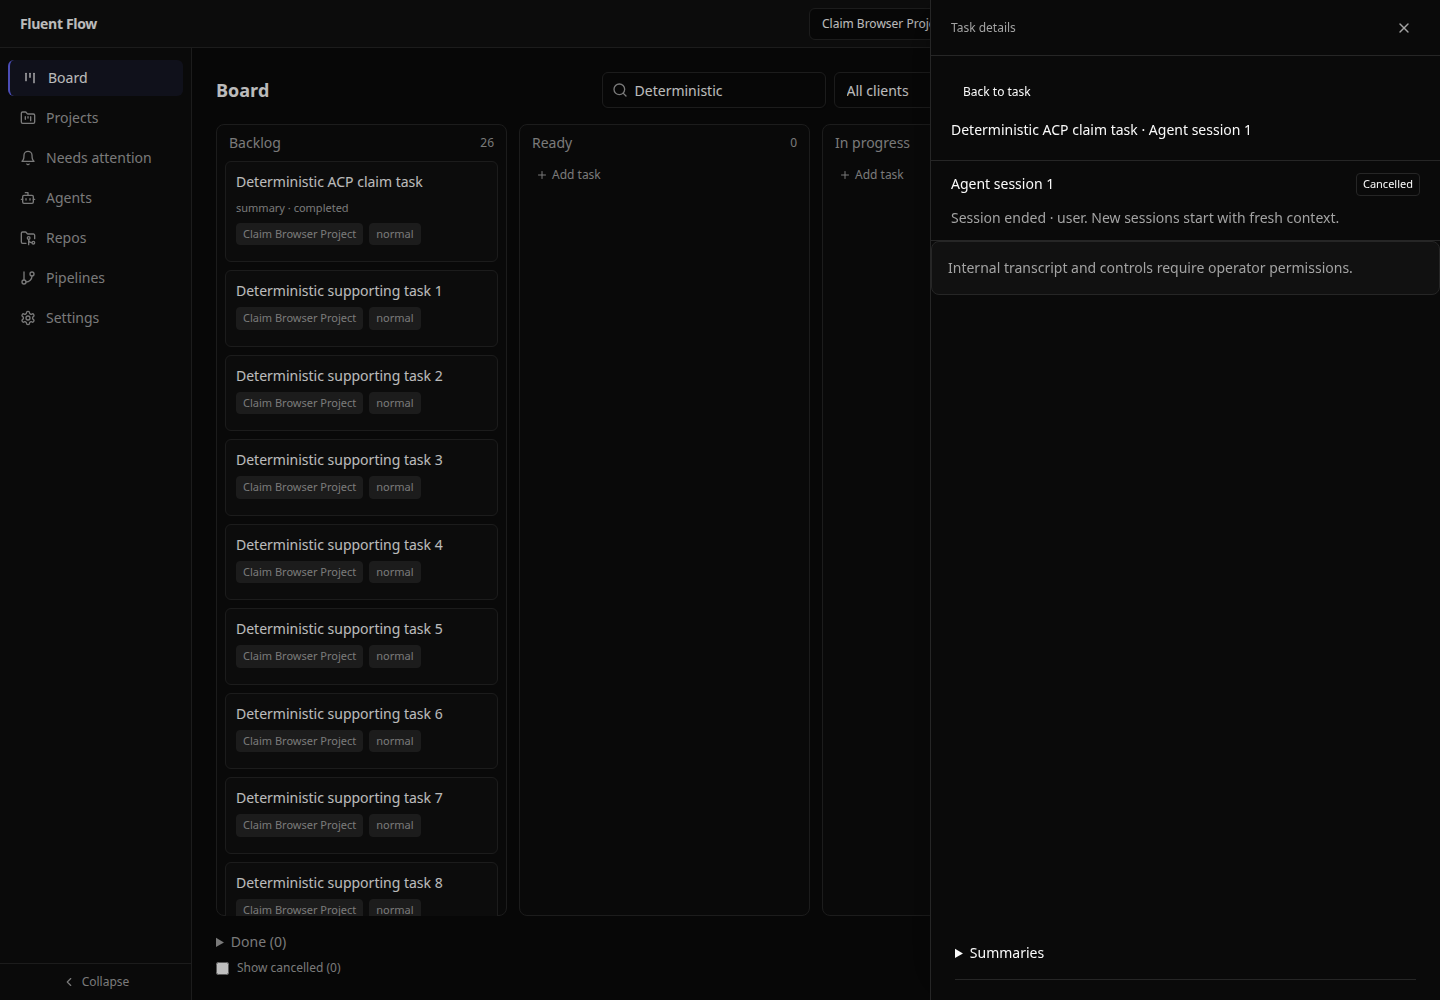 Fluent Flow
Claim Browser Proj
Board
Projects
Needs attention
Agents
Repos
Pipelines
Settings
Collapse
Board
Deterministic
All clients
Backlog 26
Deterministic ACP claim task
summary · completed
Claim Browser Project normal
Deterministic supporting task 1
Claim Browser Project normal
Deterministic supporting task 2
Claim Browser Project normal
Deterministic supporting task 3
Claim Browser Project normal
Deterministic supporting task 4
Claim Browser Project normal
Deterministic supporting task 5
Claim Browser Project normal
Deterministic supporting task 6
Claim Browser Project normal
Deterministic supporting task 7
Claim Browser Project normal
Deterministic supporting task 8
Claim Browser Project normal
Ready 0
+ Add task
In progress
+ Add task
Done (0)
Show cancelled (0)
Task details
Back to task
Deterministic ACP claim task · Agent session 1
Agent session 1 Cancelled
Session ended · user. New sessions start with fresh context.
Internal transcript and controls require operator permissions.
Summaries